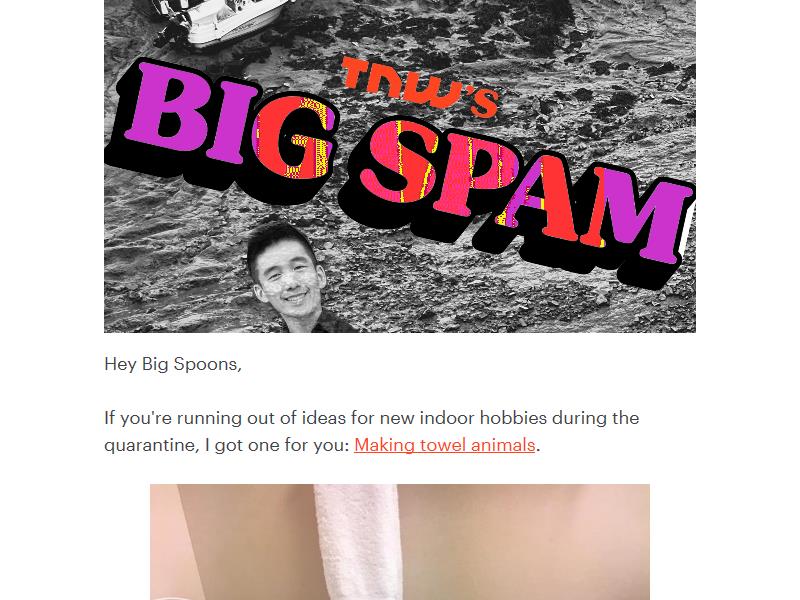 TNW's
BIG SPAM
Hey Big Spoons,
If you're running out of ideas for new indoor hobbies during the
quarantine, I got one for you: Making towel animals.